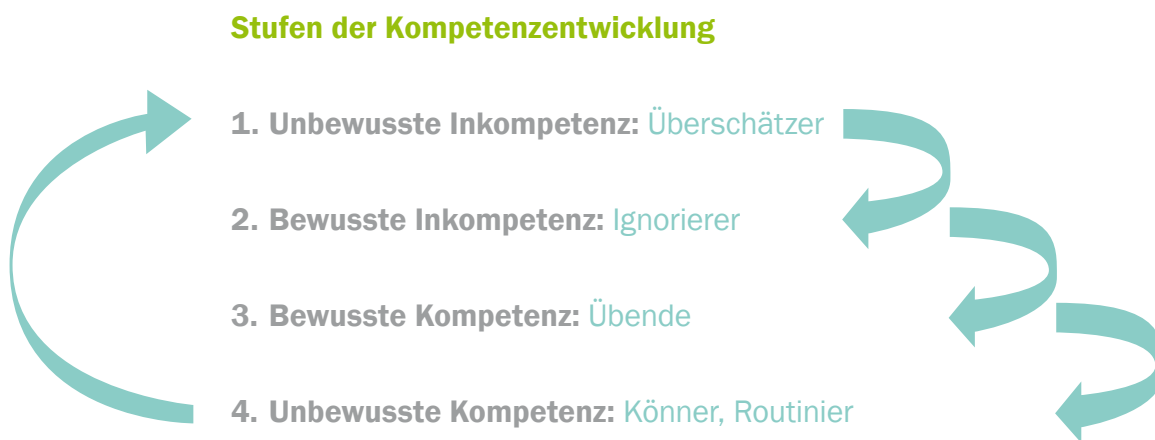 Stufen der Kompetenzentwicklung
1. Unbewusste Inkompetenz: Überschätzer
2. Bewusste Inkompetenz: Ignorierer
3. Bewusste Kompetenz: Übende
4. Unbewusste Kompetenz: Könner, Routinier